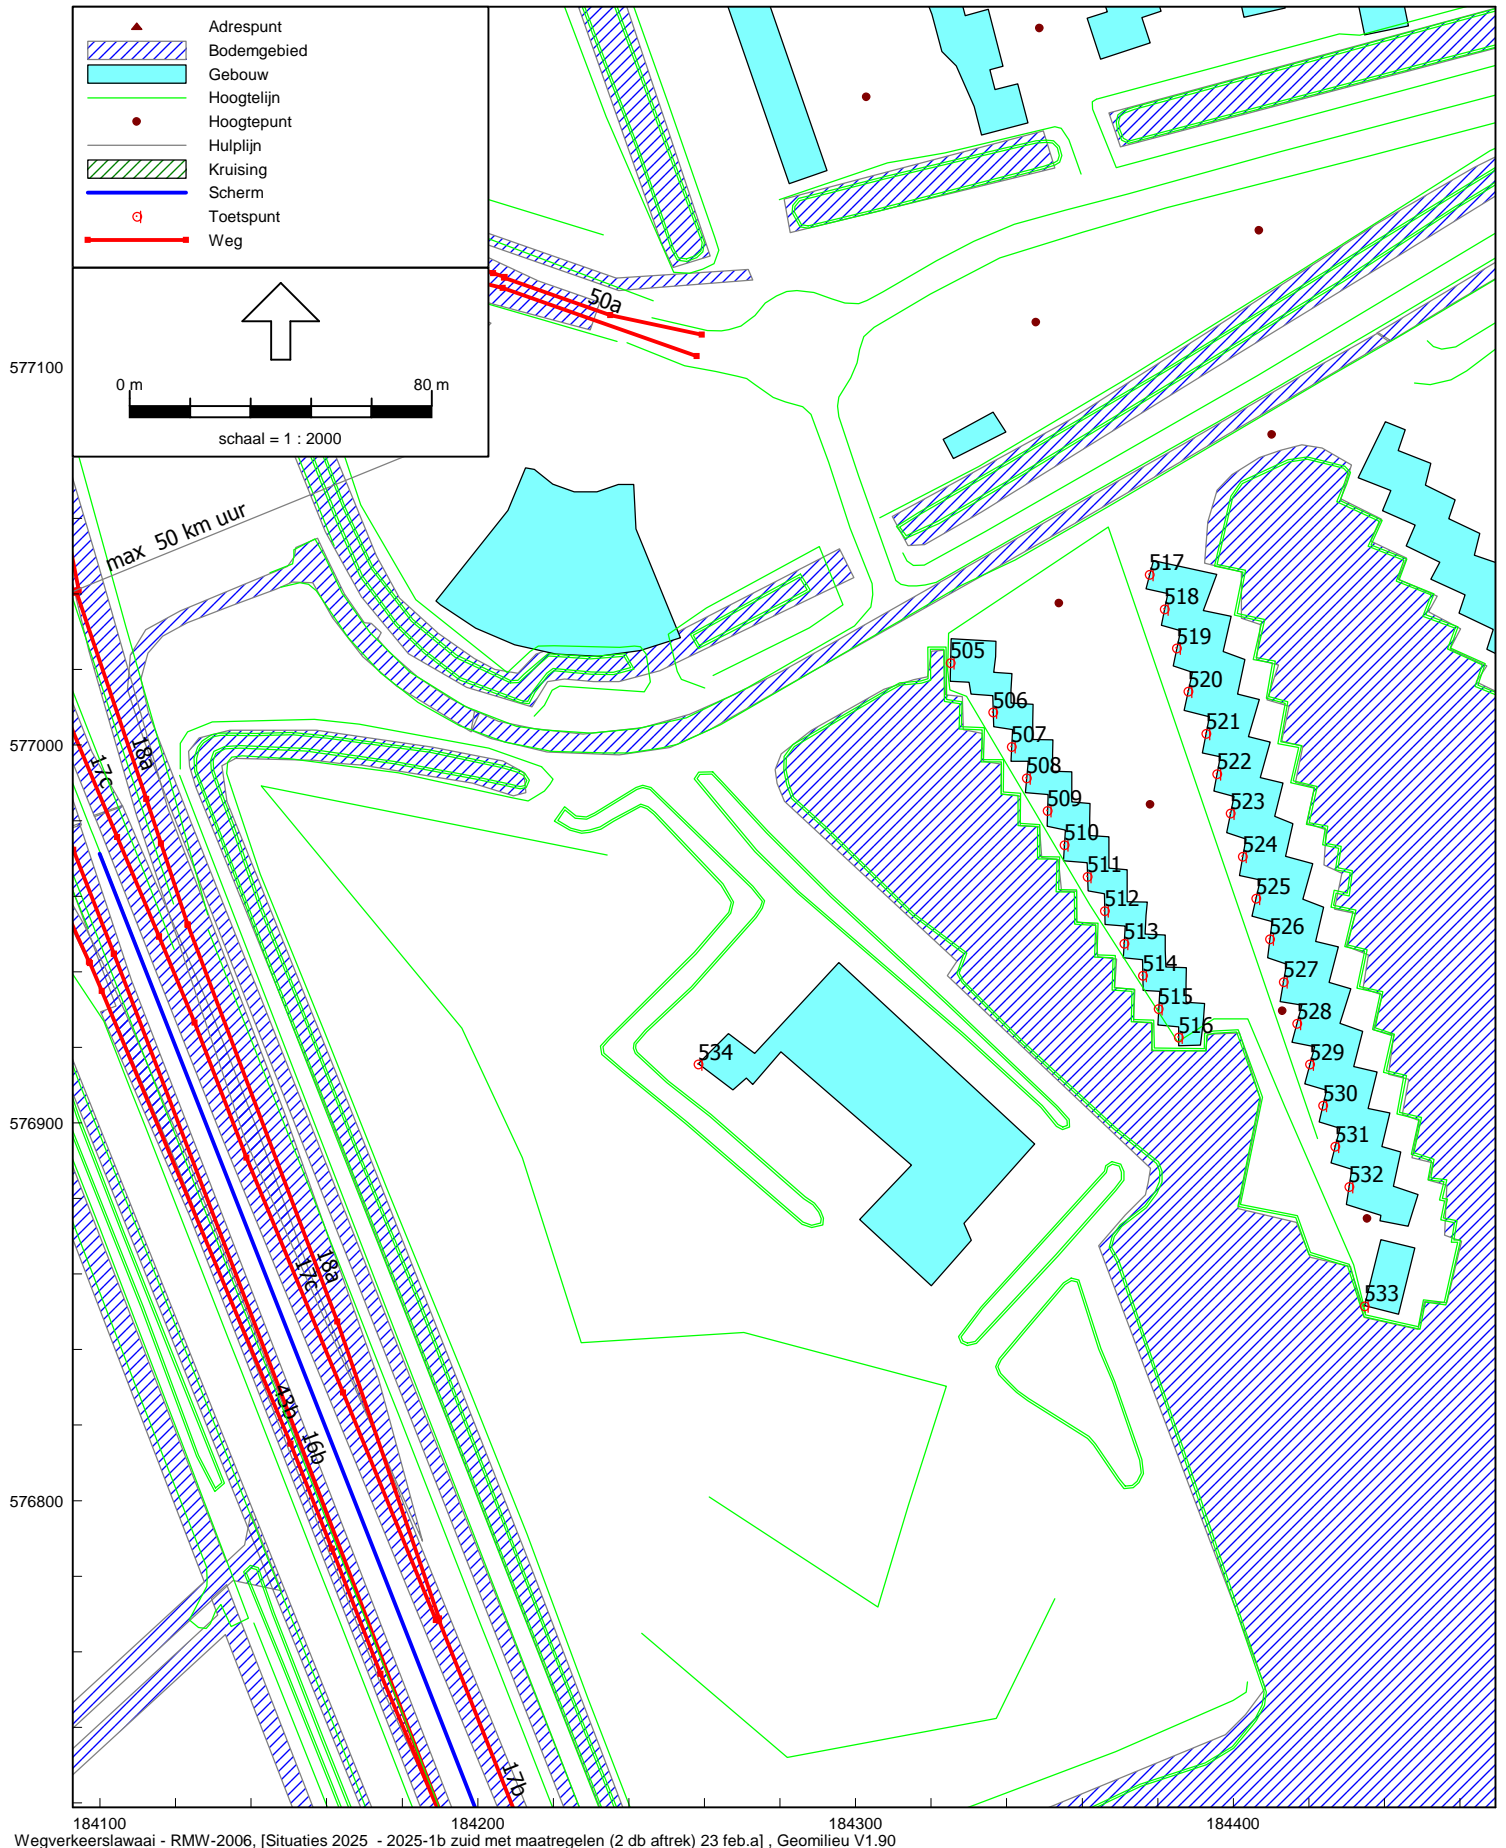 Adrespunt
Bodemgebied
Gebouw
Hoogtelijn
Hoogtepunt
Hulplijn
Kruising
Scherm
Toetspunt
Weg
0 m 80 m
schaal = 1 : 2000
50a
577100
max 50 km uur
517
518
519
505
520
506
521
507
577000
18a
17c
522
508
523
509
510
524
511
525
512
526
513
527
514
515
528
516
534
529
530
576900
531
532
18a
17c
533
43b
16b
576800
17b
184100 184200 184300 184400
Wegverkeerslawaai - RMW-2006, [Situaties 2025 - 2025-1b zuid met maatregelen (2 db aftrek) 23 feb.a] , Geomilieu V1.90